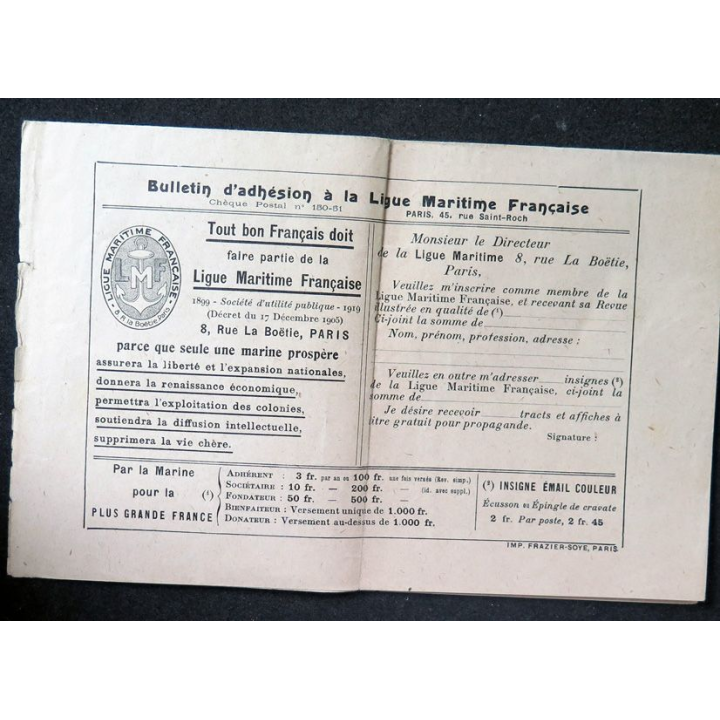 Bulletin d'adhésion à la Ligue Maritime Française
Chèque Postal n° 150-51
PARIS. 45, rue Saint-Roch
LIGUE MARITIME FRANÇAISE
LMF
8. R. la Boëtie. Paris
Tout bon Français doit
faire partie de la
Ligue Maritime Française
1899 - Société d'utilité publique - 1919
(Décret du 17 Décembre 1905)
8, Rue La Boëtie, PARIS
parce que seule une marine prospère
assurera la liberté et l'expansion nationales,
donnera la renaissance économique,
permettra l'exploitation des colonies,
soutiendra la diffusion intellectuelle,
supprimera la vie chère.
Monsieur le Directeur
de la Ligue Maritime 8, rue La Boëtie,
Paris,
Veuillez m'inscrire comme membre de la
Ligue Maritime Française, et recevant sa Revue
illustrée en qualité de (¹)
Ci-joint la somme de
Nom, prénom, profession, adresse :
Veuillez en outre m'adresser insignes (²)
de la Ligue Maritime Française, ci-joint la
somme de
Je désire recevoir tracts et affiches à
titre gratuit pour propagande.
Signature :
Par la Marine
pour la (¹)
PLUS GRANDE FRANCE
ADHÉRENT : 3 fr. par an ou 100 fr. une fois versés (Rev. simp.)
SOCIÉTAIRE : 10 fr. — 200 fr. — (id. avec suppl.)
FONDATEUR : 50 fr. — 500 fr. —
BIENFAITEUR : Versement unique de 1.000 fr.
DONATEUR : Versement au-dessus de 1.000 fr.
(²) INSIGNE ÉMAIL COULEUR
Écusson ou Épingle de cravate
2 fr. Par poste, 2 fr. 45
IMP. FRAZIER-SOYE, PARIS